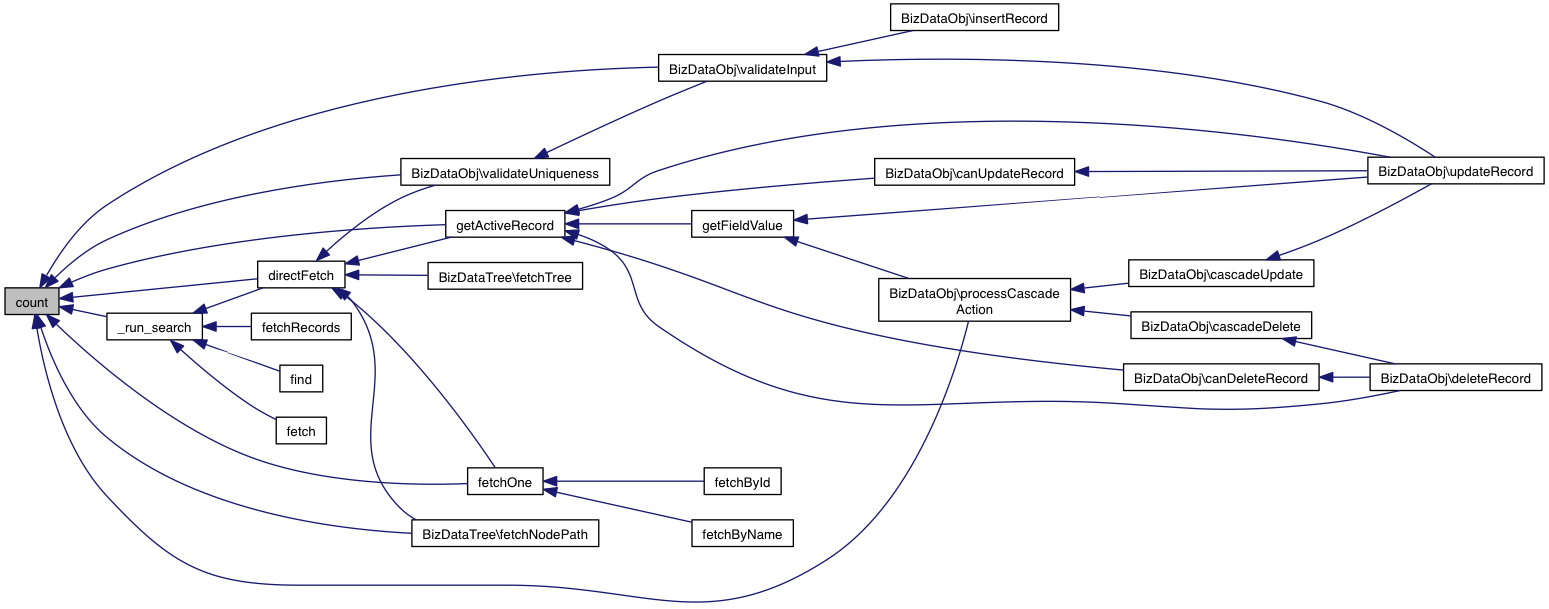 BizDataObj\insertRecord
BizDataObj\validateInput
BizDataObj\validateUniqueness
BizDataObj\canUpdateRecord
BizDataObj\updateRecord
getActiveRecord
getFieldValue
directFetch
BizDataTree\fetchTree
BizDataObj\cascadeUpdate
count
BizDataObj\processCascade
Action
_run_search
fetchRecords
BizDataObj\cascadeDelete
find
BizDataObj\canDeleteRecord
BizDataObj\deleteRecord
fetch
fetchOne
fetchById
BizDataTree\fetchNodePath
fetchByName